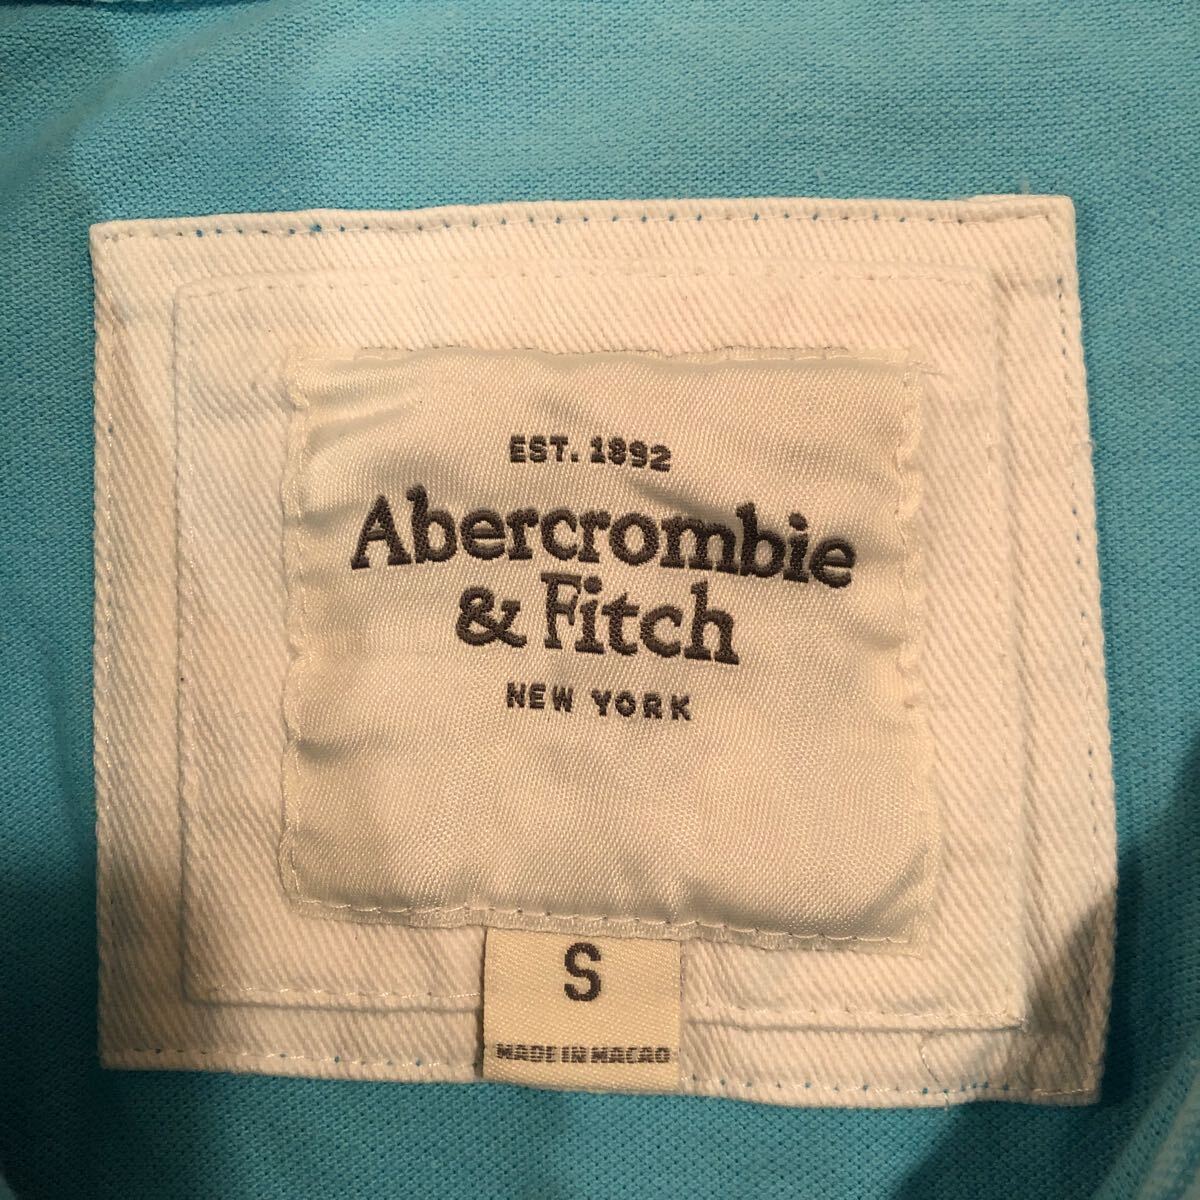 EST. 1892
Abercrombie
& Fitch
NEW YORK
S
MADE IN MACAO